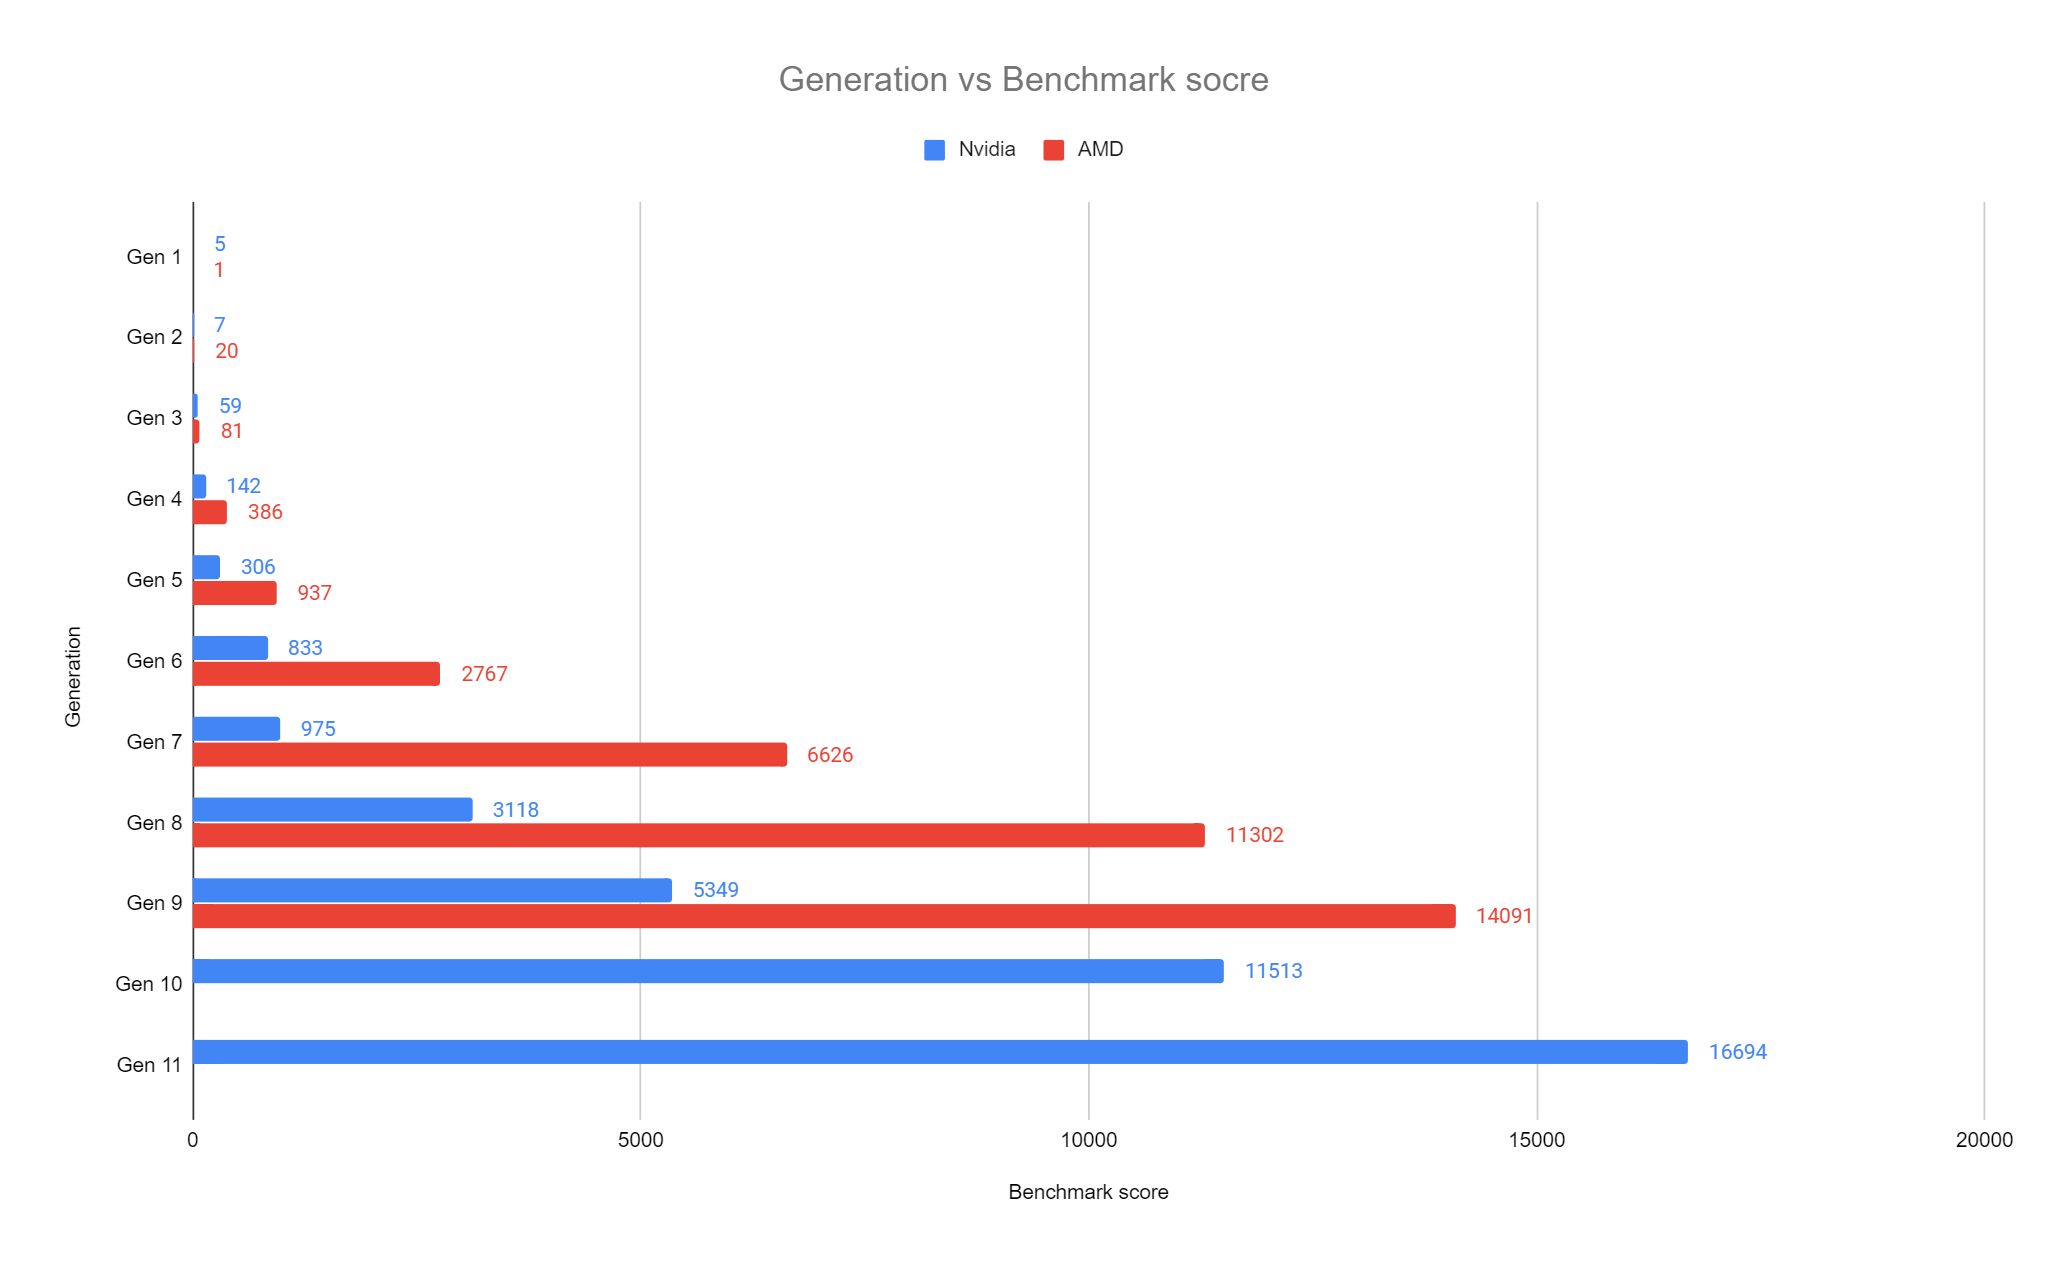 Generation vs Benchmark socre
Nvidia AMD
Generation
Gen 1 5
1
Gen 2 7
20
Gen 3 59
81
Gen 4 142
386
Gen 5 306
937
Gen 6 833
2767
Gen 7 975
6626
Gen 8 3118
11302
Gen 9 5349
14091
Gen 10 11513
Gen 11 16694
0 5000 10000 15000 20000
Benchmark score